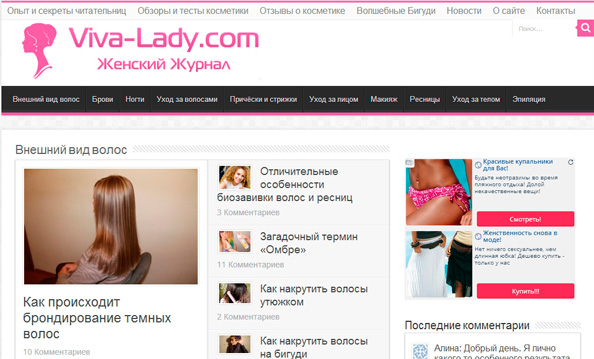 Опыт и секреты читательниц Обзоры и тесты косметики Отзывы о косметике Волшебные Бигуди Новости О сайте Контакты
Поиск...
Viva-Lady.com
Женский Журнал
Внешний вид волос Брови Ногти Уход за волосами Причёски и стрижки Уход за лицом Макияж Ресницы Уход за телом Эпиляция
Внешний вид волос
Как происходит
брондирование темных
волос
10 Комментариев
Отличительные
особенности
биозавивки волос и ресниц
3 Комментариев
Загадочный термин
«Омбре»
11 Комментариев
Как накрутить волосы
утюжком
2 Комментариев
Как накрутить волосы
на бигуди
Красивые купальники
для Вас!
Будьте неотразимы во время
пляжного отдыха! Долой
некачественные вещи!
Смотреть!
Женственность снова в
моде!
Нет ничего сексуальнее, чем
длинная юбка! Дешево купить -
только у нас
Купить!!!
Последние комментарии
Алина: Добрый день. Я лично
какого то особенного результата